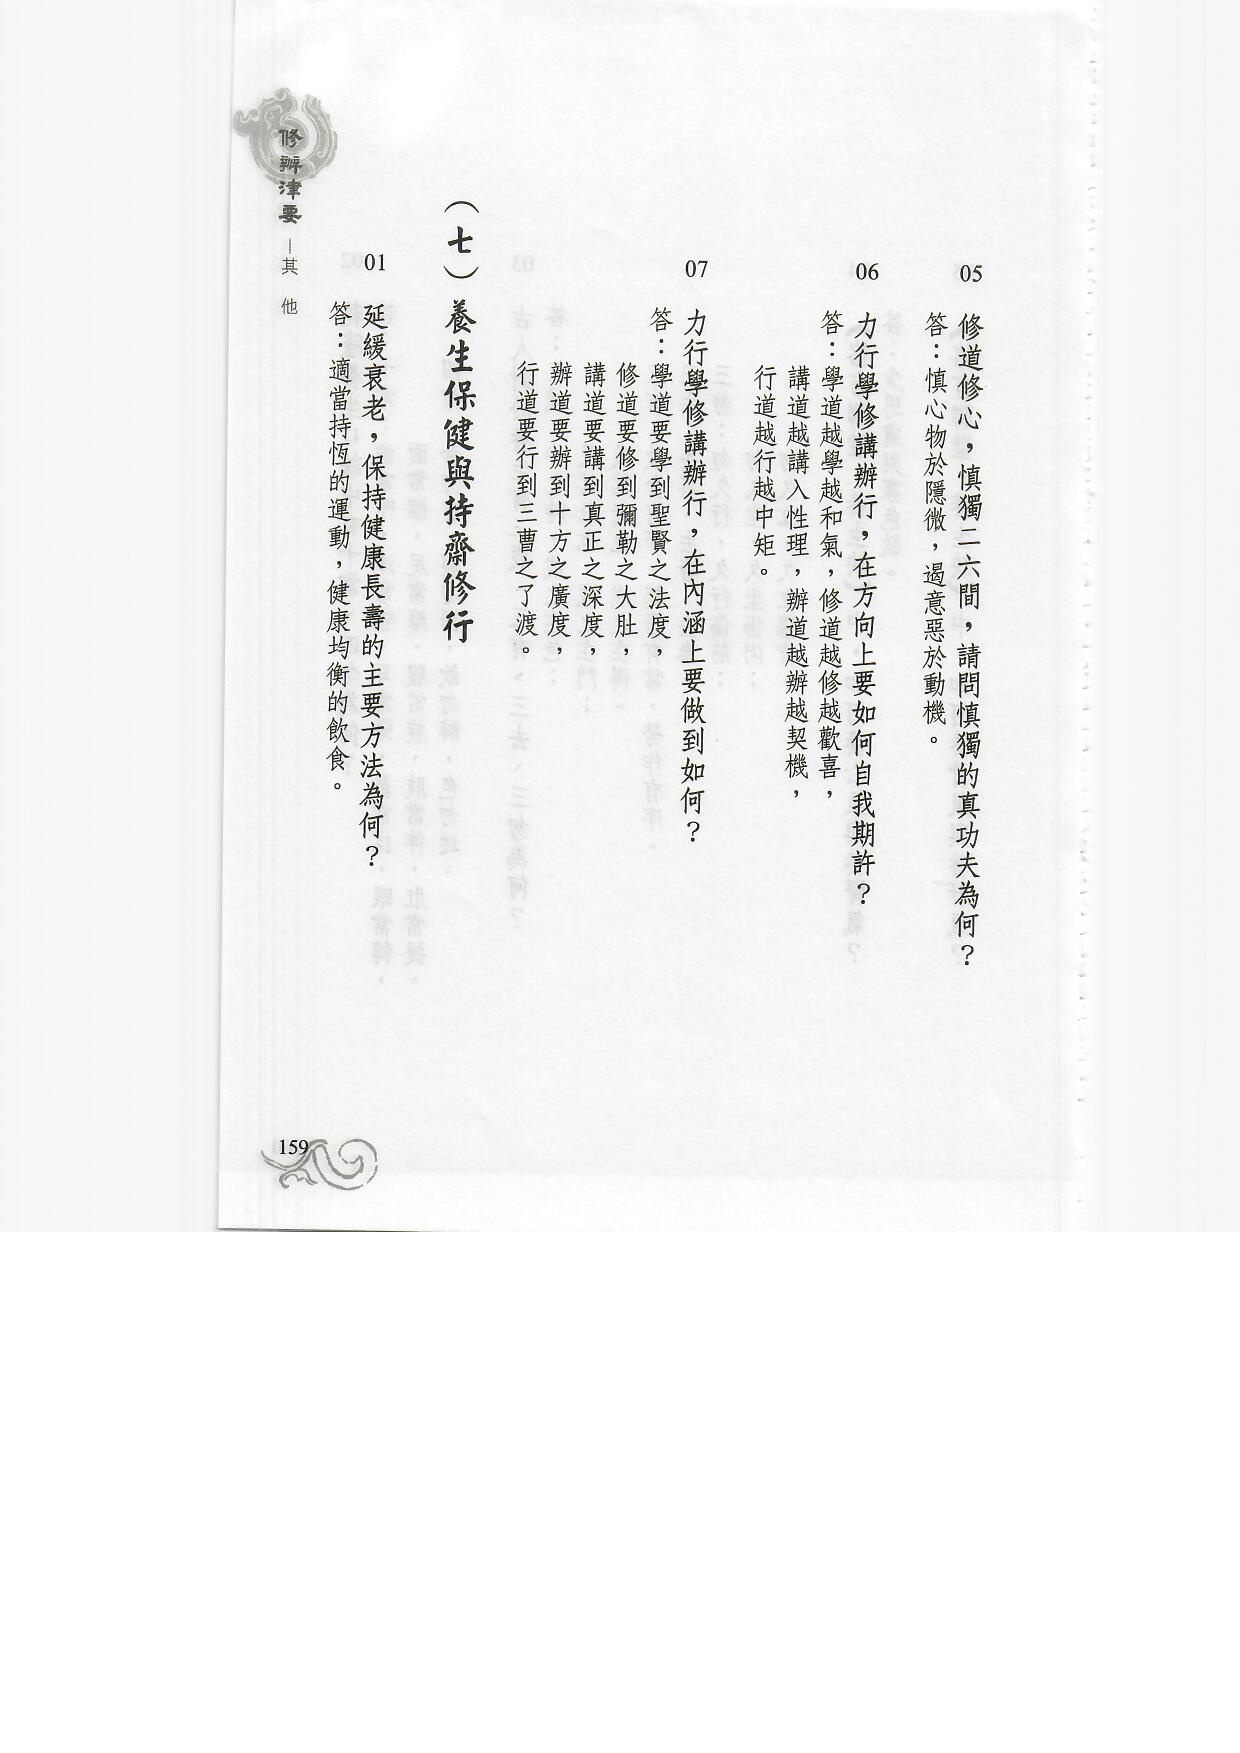 05 修道修心，慎獨二六間，請問慎獨的真功夫為何？
答：慎心物於隱微，遏意惡於動機。
06 力行學修講辦行，在方向上要如何自我期許？
答：學道越學越和氣，修道越修越歡喜，
講道越講入性理，辦道越辦越契機，
行道越行越中矩。
07 力行學修講辦行，在內涵上要做到如何？
答：學道要學到聖賢之法度，
修道要修到彌勒之大肚，
講道要講到真正之深度，
辦道要辦到十方之廣度，
行道要行到三曹之了渡。
（七）養生保健與持齋修行
01 延緩衰老，保持健康長壽的主要方法為何？
答：適當持恆的運動，健康均衡的飲食。
修辦津要－其他
159